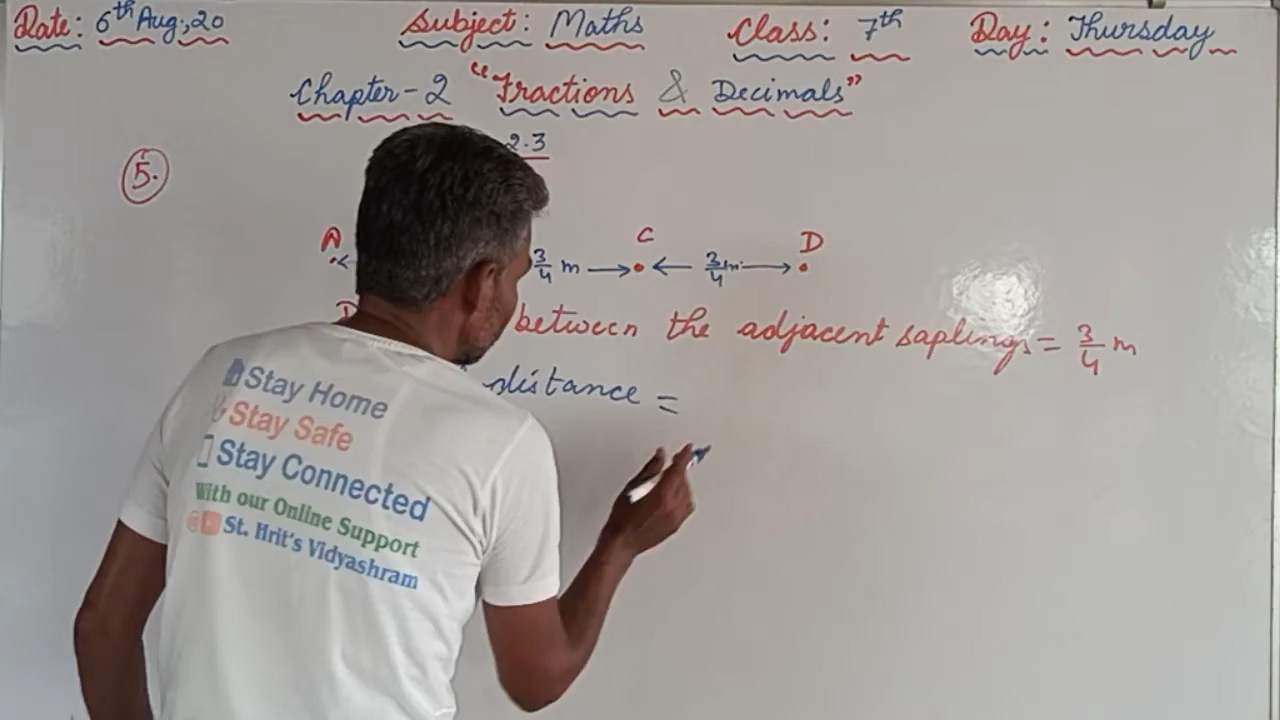 Date: 6th Aug,20 Subject: Maths Class: 7th Day: Thursday
Chapter-2 "Fractions & Decimals"
2.3
5.
A C D
3/4 m 3/4 m
between the adjacent saplings = 3/4 m
distance =
Stay Home
Stay Safe
Stay Connected
With our Online Support
St. Hrit's Vidyashram